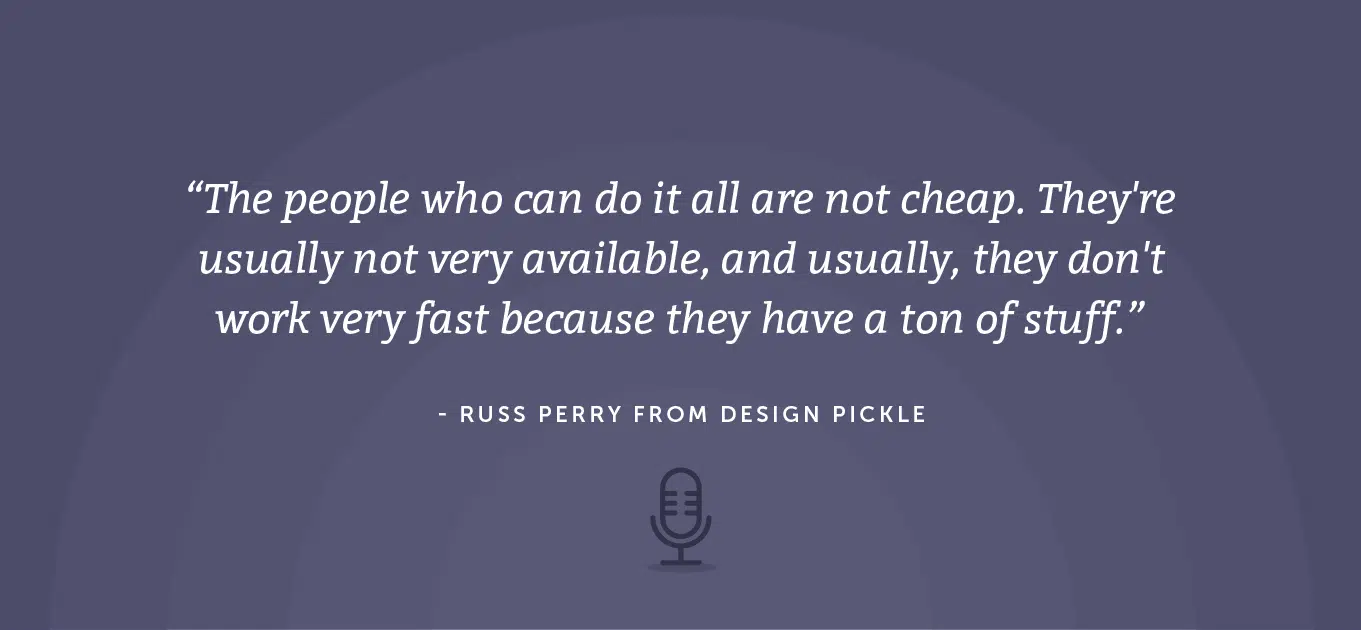 “The people who can do it all are not cheap. They're
usually not very available, and usually, they don't
work very fast because they have a ton of stuff.”
- RUSS PERRY FROM DESIGN PICKLE